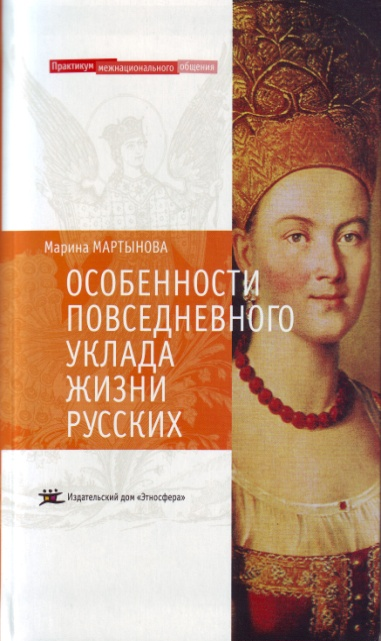 Практикум межнационального общения
Марина МАРТЫНОВА
ОСОБЕННОСТИ
ПОВСЕДНЕВНОГО
УКЛАДА
ЖИЗНИ
РУССКИХ
Издательский дом «Этносфера»